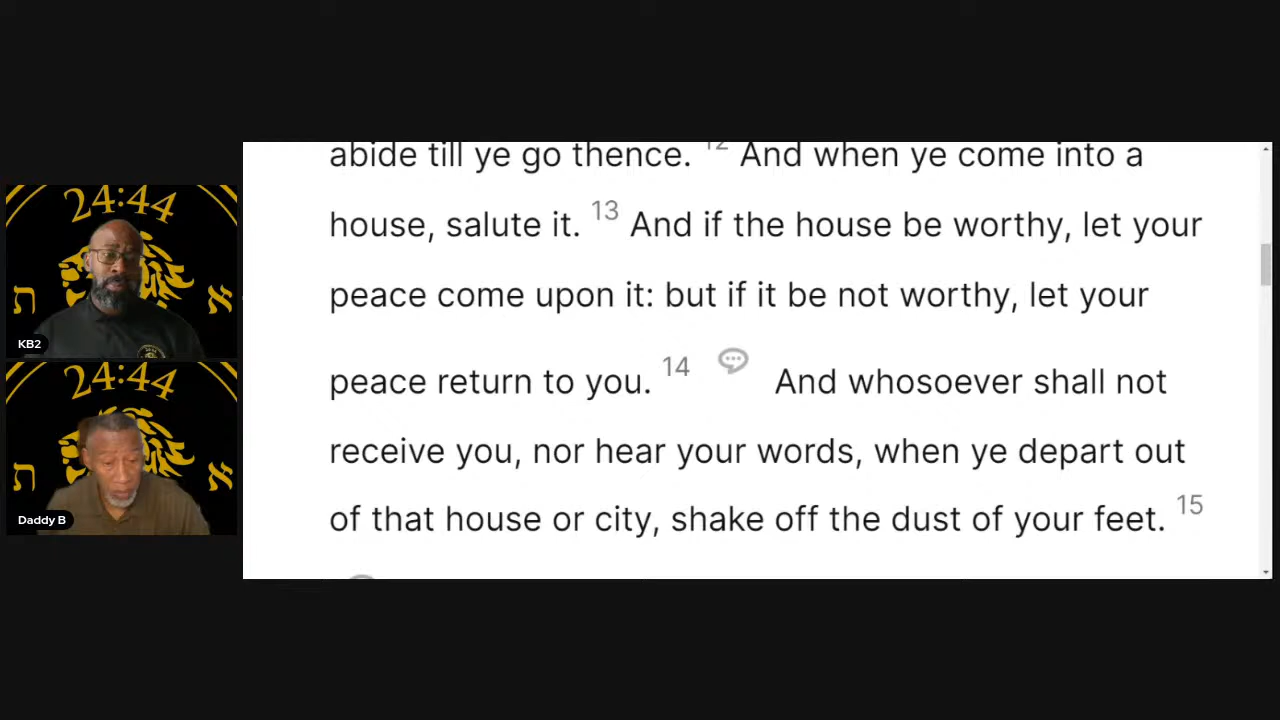 24:44
ת
א
KB2
24:44
ת
א
Daddy B
abide till ye go thence. 12 And when ye come into a
house, salute it. 13 And if the house be worthy, let your
peace come upon it: but if it be not worthy, let your
peace return to you. 14 And whosoever shall not
receive you, nor hear your words, when ye depart out
of that house or city, shake off the dust of your feet. 15